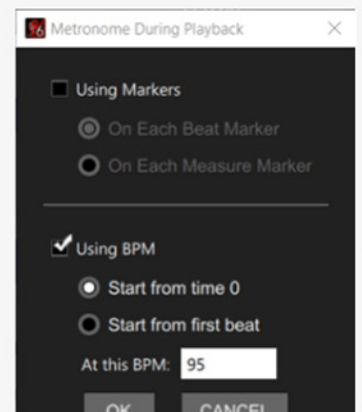 Metronome During Playback
Using Markers
On Each Beat Marker
On Each Measure Marker
Using BPM
Start from time 0
Start from first beat
At this BPM: 95
OK CANCEL